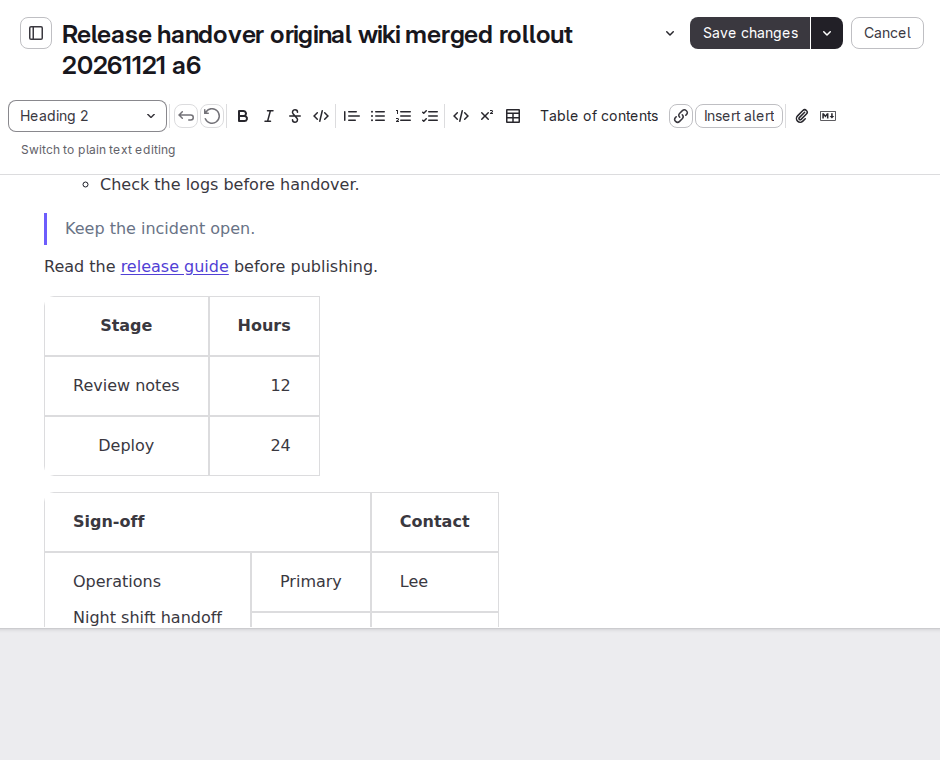 Release handover original wiki merged rollout
20261121 a6
Save changes
Cancel
Heading 2
Table of contents
Insert alert
Switch to plain text editing
Check the logs before handover.
Keep the incident open.
Read the release guide before publishing.
Stage Hours
Review notes 12
Deploy 24
Sign-off Contact
Operations Primary Lee
Night shift handoff